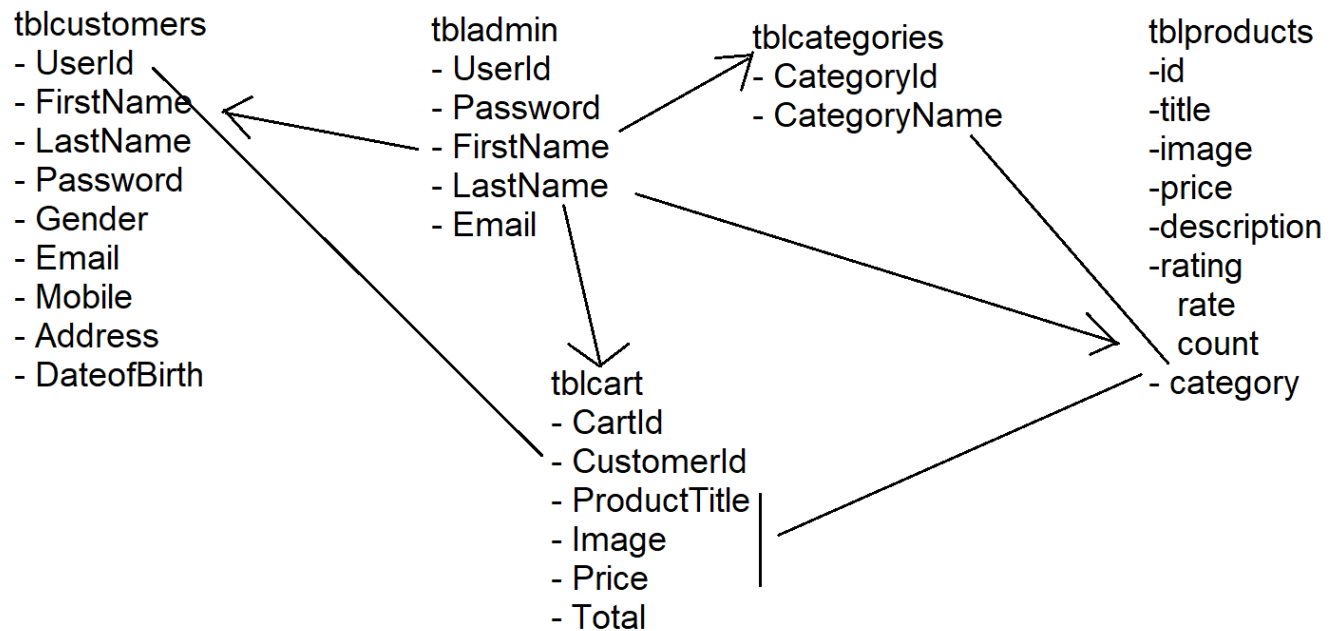 tblcustomers
- UserId
- FirstName
- LastName
- Password
- Gender
- Email
- Mobile
- Address
- DateofBirth
tbladmin
- UserId
- Password
- FirstName
- LastName
- Email
tblcategories
- CategoryId
- CategoryName
tblproducts
-id
-title
-image
-price
-description
-rating
rate
count
- category
tblcart
- CartId
- CustomerId
- ProductTitle
- Image
- Price
- Total